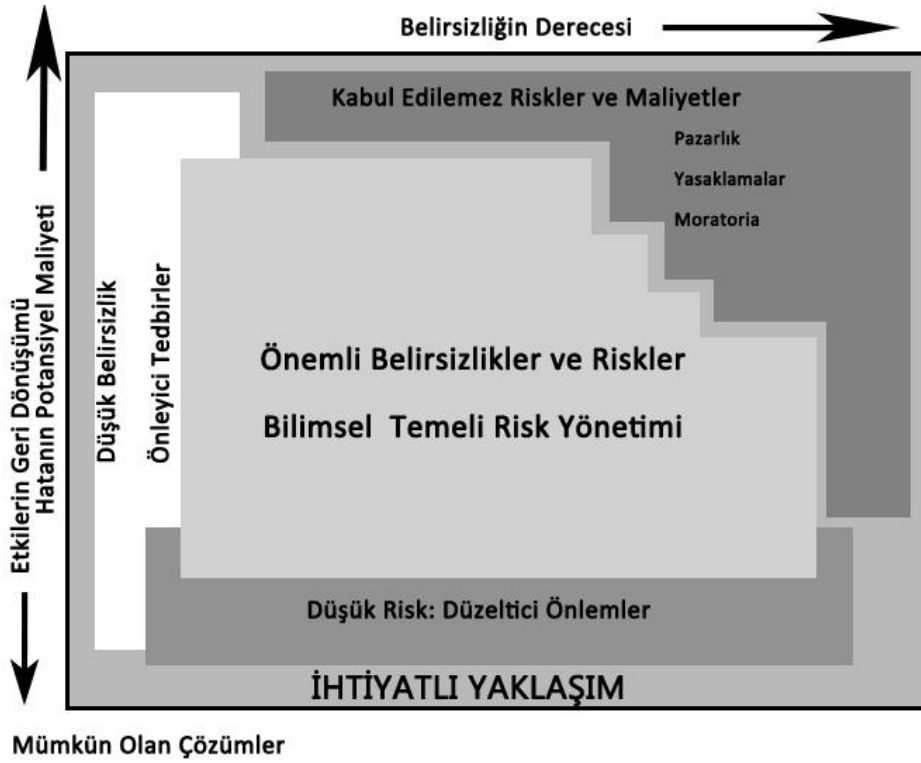 Belirsizliğin Derecesi
Kabul Edilemez Riskler ve Maliyetler
Pazarlık
Yasaklamalar
Moratoria
Etkilerin Geri Dönüşümü
Hatanın Potansiyel Maliyeti
Düşük Belirsizlik
Önleyici Tedbirler
Önemli Belirsizlikler ve Riskler
Bilimsel Temeli Risk Yönetimi
Düşük Risk: Düzeltici Önlemler
İHTİYATLI YAKLAŞIM
Mümkün Olan Çözümler